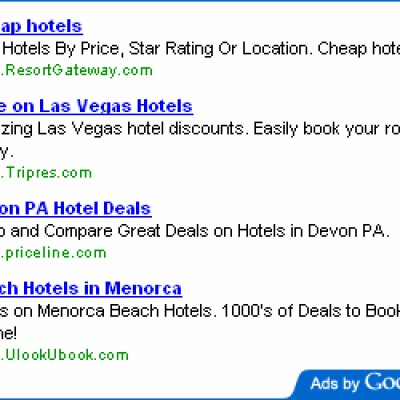 ap hotels
Hotels By Price, Star Rating Or Location. Cheap hote
.ResortGateway.com
e on Las Vegas Hotels
zing Las Vegas hotel discounts. Easily book your ro
y.
.Tripres.com
on PA Hotel Deals
o and Compare Great Deals on Hotels in Devon PA.
.priceline.com
ch Hotels in Menorca
s on Menorca Beach Hotels. 1000's of Deals to Book
ne!
.UlookUbook.com
Ads by Goo